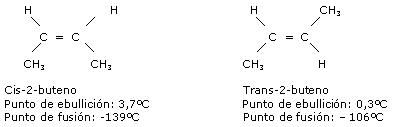 H H
C = C
CH3 CH3
Cis-2-buteno
Punto de ebullición: 3,7ºC
Punto de fusión: -139ºC
CH3
H
C = C
CH3 H
Trans-2-buteno
Punto de ebullición: 0,3ºC
Punto de fusión: – 106ºC